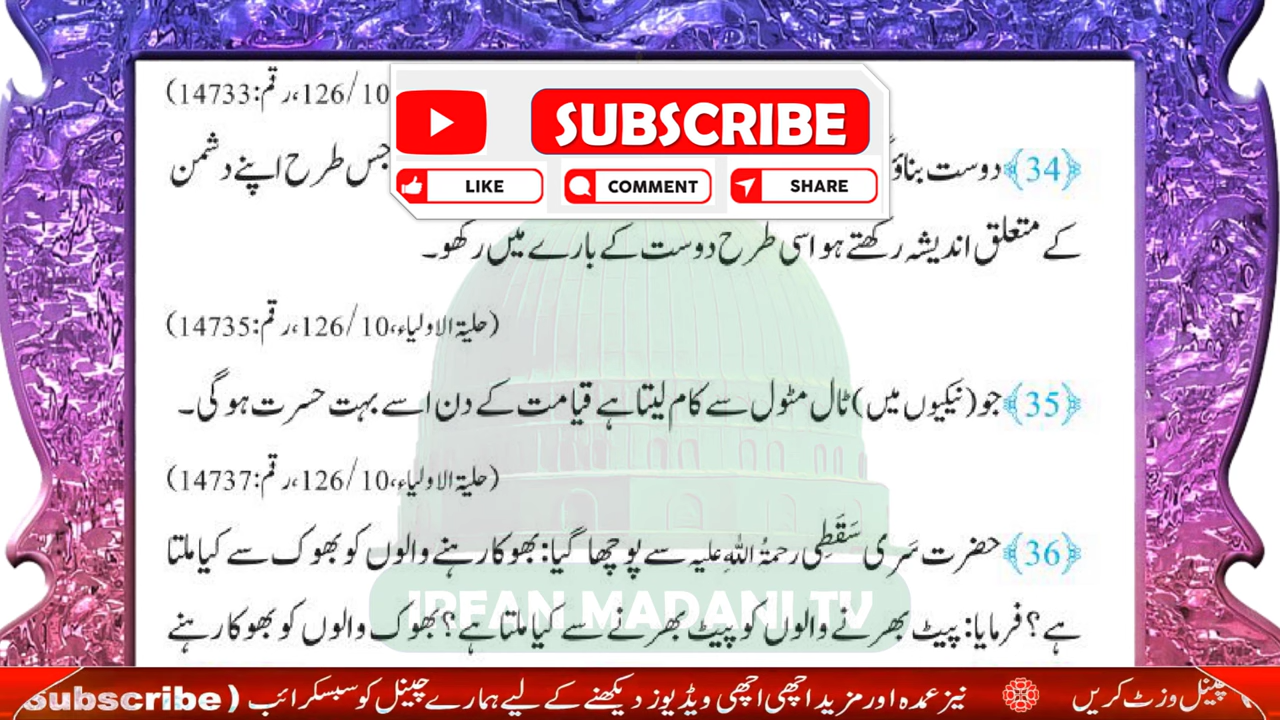 10/126، رقم: 14733)
SUBSCRIBE
LIKE COMMENT SHARE
﴿34﴾ دوست بناؤ جس طرح اپنے دشمن
کے متعلق اندیشہ رکھتے ہو اسی طرح دوست کے بارے میں رکھو۔
(حلیۃ الاولیاء، 10/126، رقم: 14735)
﴿35﴾ جو (نیکیوں میں) ٹال مٹول سے کام لیتا ہے قیامت کے دن اسے بہت حسرت ہوگی۔
(حلیۃ الاولیاء، 10/126، رقم: 14737)
﴿36﴾ حضرت سَری سَقَطِی رحمۃُ اللہِ علیہ سے پوچھا گیا: بھوکا رہنے والوں کو بھوک سے کیا ملتا
ہے؟ فرمایا: پیٹ بھرنے والوں کو پیٹ بھرنے سے کیا ملتا ہے؟ بھوک والوں کو بھوکا رہنے
IRFAN MADANI TV
چینل وزٹ کریں نیز عمدہ اور مزید اچھی اچھی ویڈیوز دیکھنے کے لیے ہمارے چینل کو سبسکرائب (Subscribe